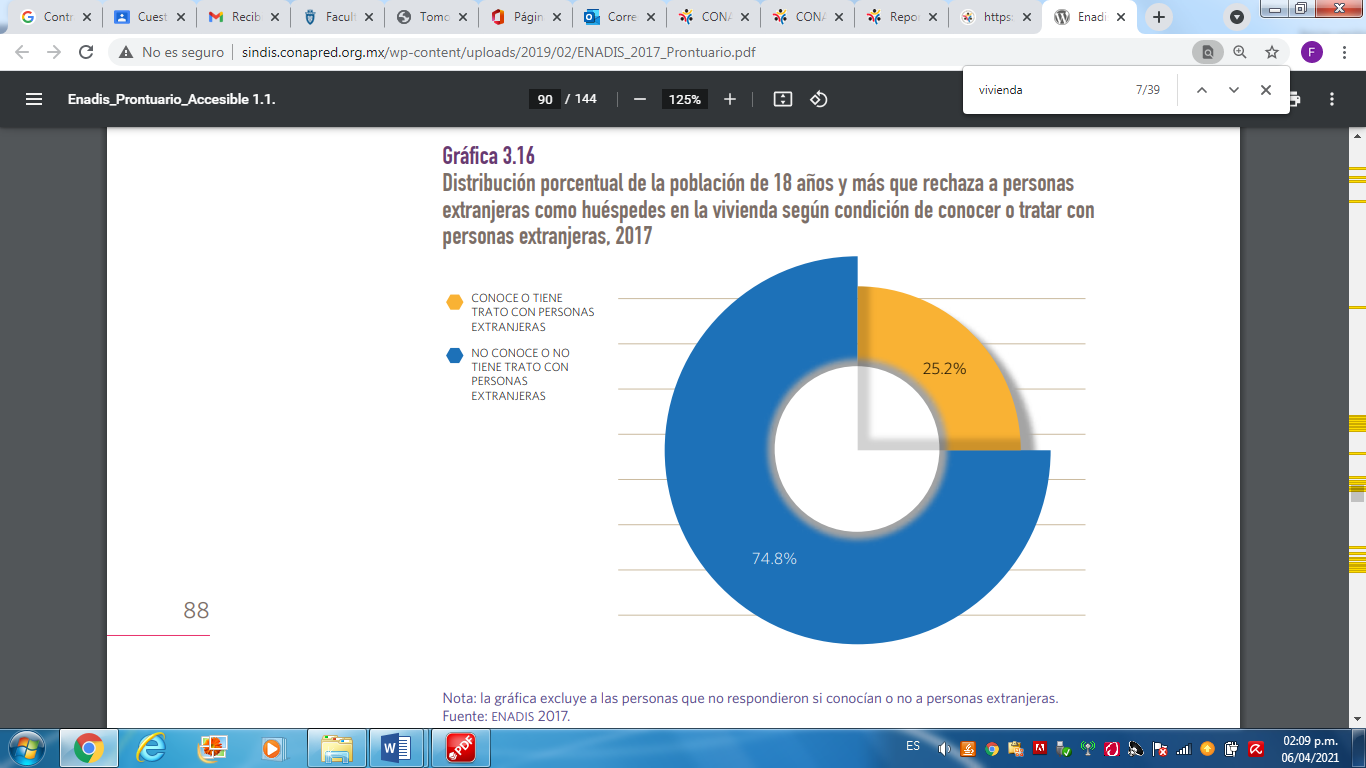 Contr
Cuest
Recib
Facult
Tomo
Págin
Corre
CONA
CONA
Repor
https:
Enadi
No es seguro
sindis.conapred.org.mx/wp-content/uploads/2019/02/ENADIS_2017_Prontuario.pdf
F
vivienda
7/39
Enadis_Prontuario_Accesible 1.1.
90 / 144
125%
Gráfica 3.16
Distribución porcentual de la población de 18 años y más que rechaza a personas
extranjeras como huéspedes en la vivienda según condición de conocer o tratar con
personas extranjeras, 2017
CONOCE O TIENE
TRATO CON PERSONAS
EXTRANJERAS
NO CONOCE O NO
TIENE TRATO CON
PERSONAS
EXTRANJERAS
25.2%
74.8%
88
Nota: la gráfica excluye a las personas que no respondieron si conocían o no a personas extranjeras.
Fuente: ENADIS 2017.
PDF
ES
02:09 p.m.
06/04/2021